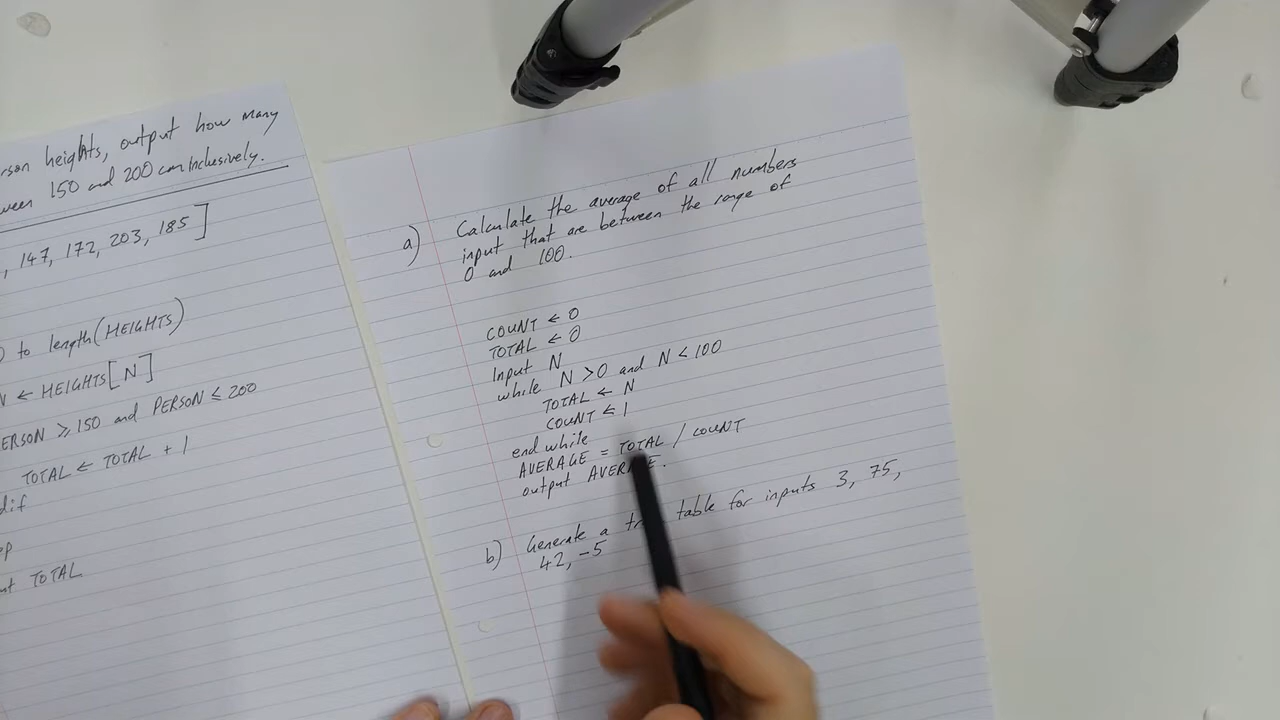 rson heights, output how many
ween 150 and 200 cm Inclusively.
, 147, 172, 203, 185 ]
to length(HEIGHTS)
N ← HEIGHTS[N]
ERSON ≥ 150 and PERSON ≤ 200
TOTAL ← TOTAL + 1
dif
op
TOTAL
a) Calculate the average of all numbers
input that are between the range of
0 and 100.
COUNT ← 0
TOTAL ← 0
Input N
while N > 0 and N < 100
TOTAL ← N
COUNT ← 1
end while
AVERAGE = TOTAL / COUNT
output AVERAGE.
b) Generate a table for inputs 3, 75,
42, -5